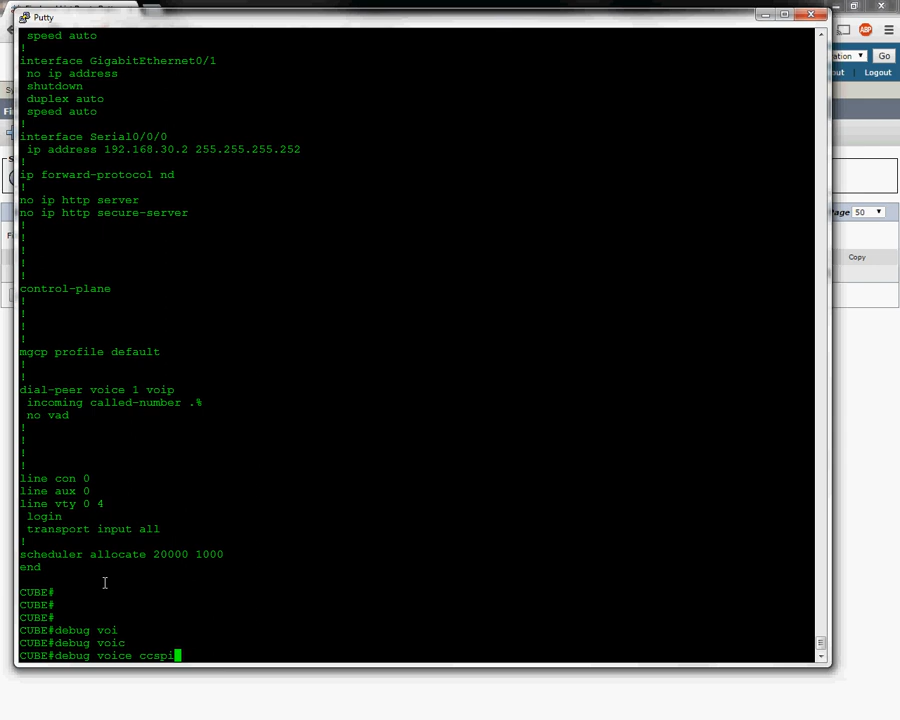 Putty
speed auto
!
interface GigabitEthernet0/1
no ip address
shutdown
duplex auto
speed auto
!
interface Serial0/0/0
ip address 192.168.30.2 255.255.255.252
!
ip forward-protocol nd
!
no ip http server
no ip http secure-server
!
!
!
!
!
control-plane
!
!
!
!
mgcp profile default
!
!
dial-peer voice 1 voip
incoming called-number .%
no vad
!
!
!
!
line con 0
line aux 0
line vty 0 4
login
transport input all
!
scheduler allocate 20000 1000
end
CUBE#
CUBE#
CUBE#
CUBE#debug voi
CUBE#debug voic
CUBE#debug voice ccspi
ABP
ation
Go
out
Logout
Page
50
Copy